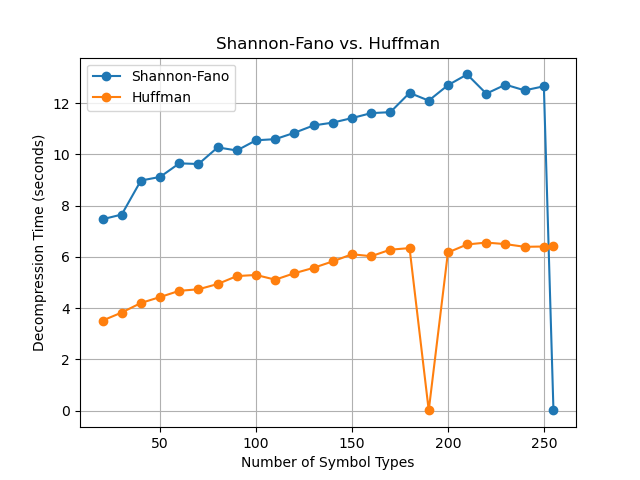 Shannon-Fano vs. Huffman
Shannon-Fano
Huffman
Decompression Time (seconds)
12
10
8
6
4
2
0
50
100
150
200
250
Number of Symbol Types